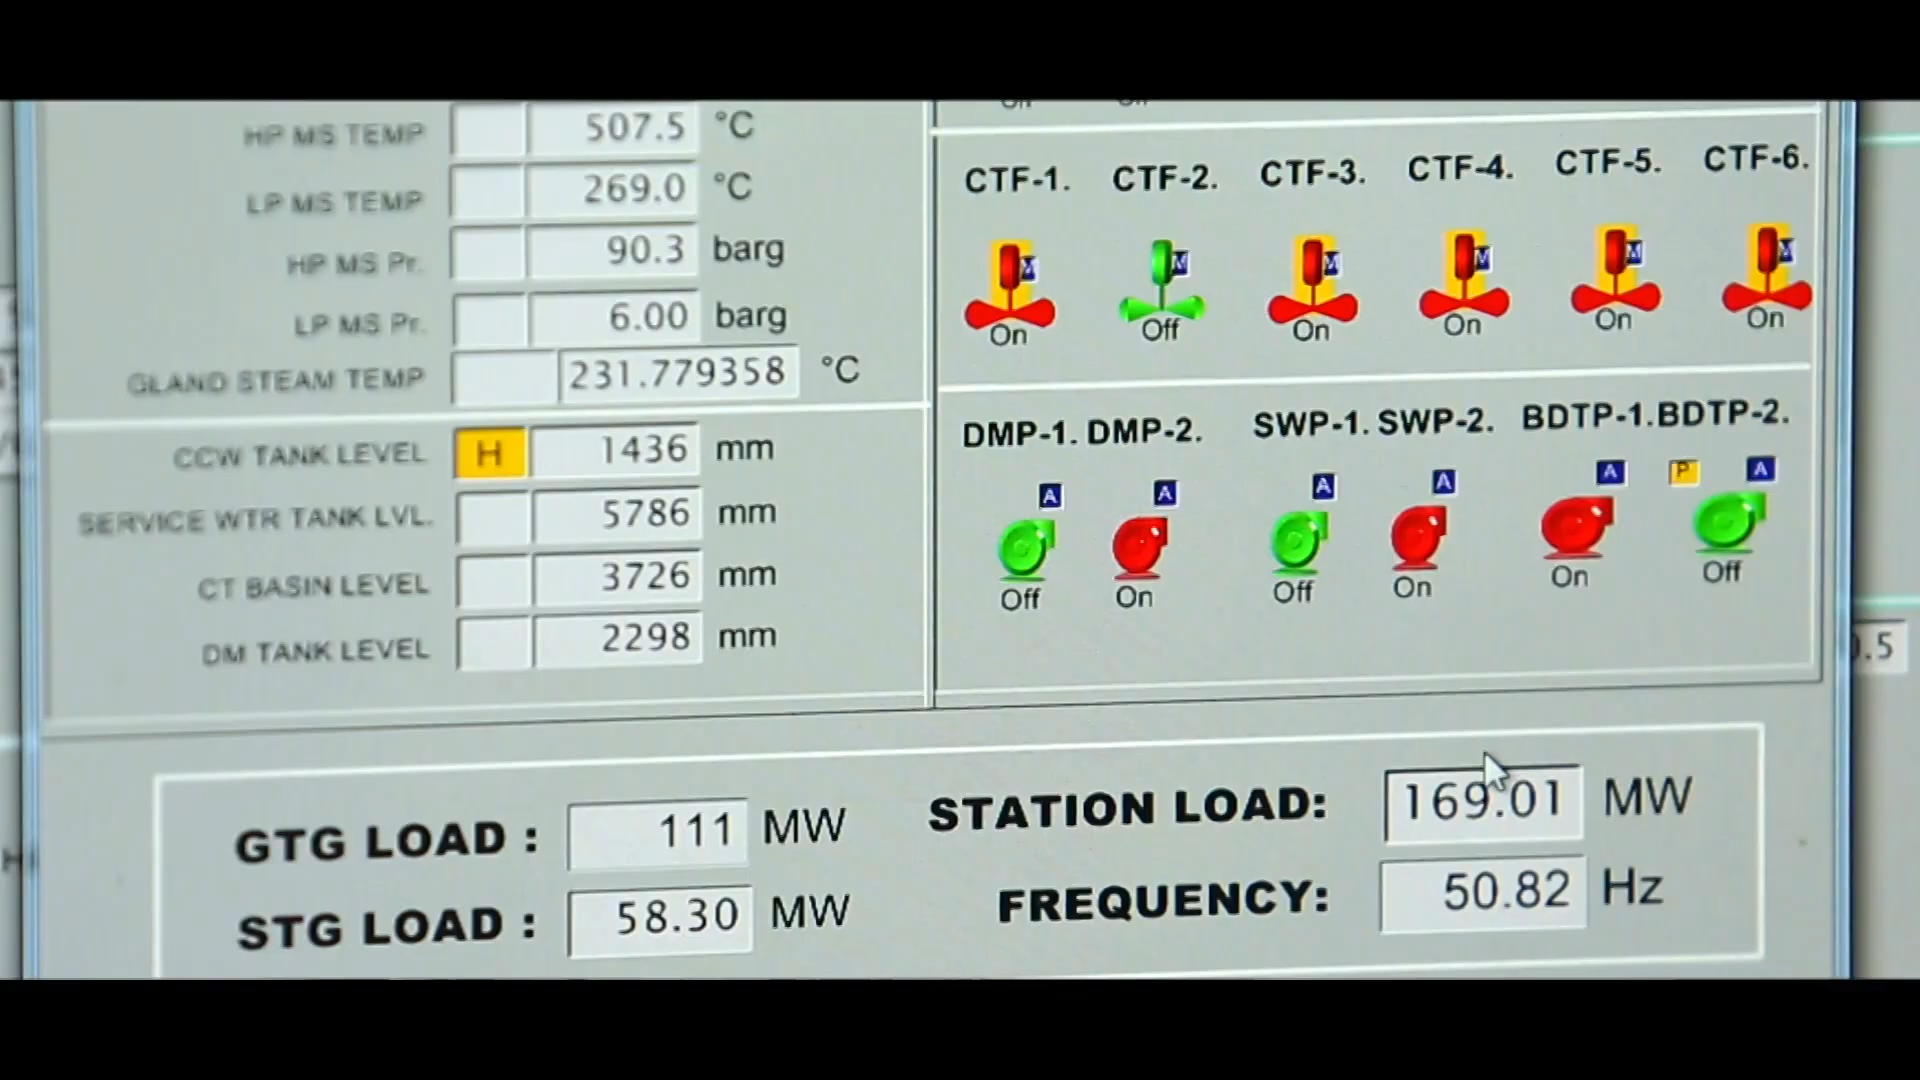 HP MS TEMP 507.5 °C
LP MS TEMP 269.0 °C
HP MS Pr. 90.3 barg
LP MS Pr. 6.00 barg
GLAND STEAM TEMP 231.779358 °C
CCW TANK LEVEL H 1436 mm
SERVICE WTR TANK LVL. 5786 mm
CT BASIN LEVEL 3726 mm
DM TANK LEVEL 2298 mm
CTF-1. CTF-2. CTF-3. CTF-4. CTF-5. CTF-6.
M M M M M M
On Off On On On On
DMP-1. DMP-2. SWP-1. SWP-2. BDTP-1. BDTP-2.
A A A A A P A
Off On Off On On Off
.5
GTG LOAD : 111 MW
STG LOAD : 58.30 MW
STATION LOAD: 169.01 MW
FREQUENCY: 50.82 Hz